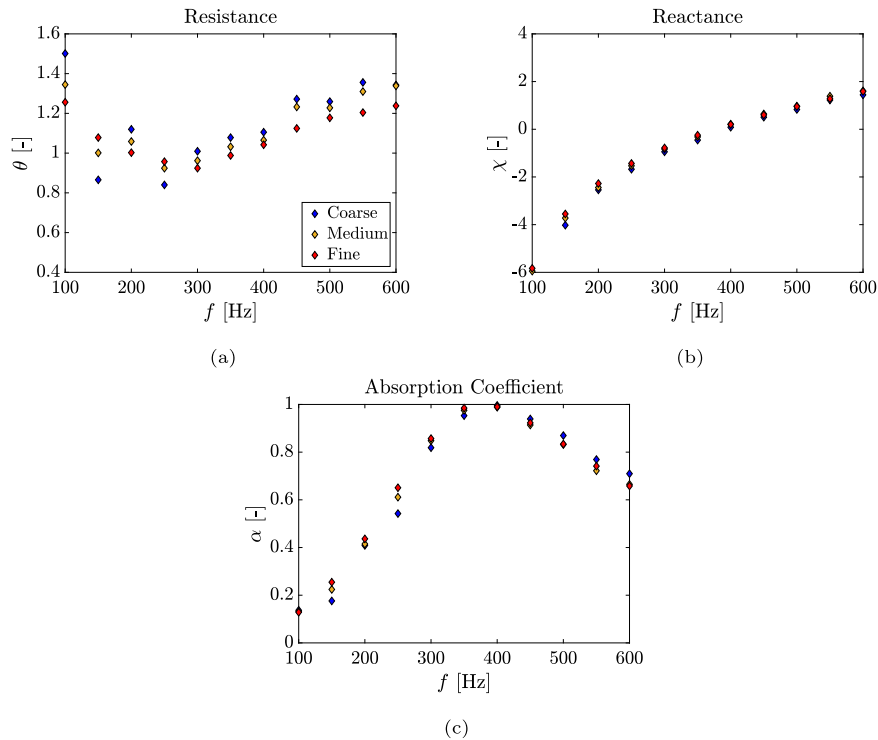 Resistance
1.6
1.4
1.2
1
0.8
0.6
0.4
θ [-]
Coarse
Medium
Fine
100 200 300 400 500 600
f [Hz]
(a)
Reactance
4
2
0
-2
-4
-6
χ [-]
100 200 300 400 500 600
f [Hz]
(b)
Absorption Coefficient
1
0.8
0.6
0.4
0.2
0
α [-]
100 200 300 400 500 600
f [Hz]
(c)